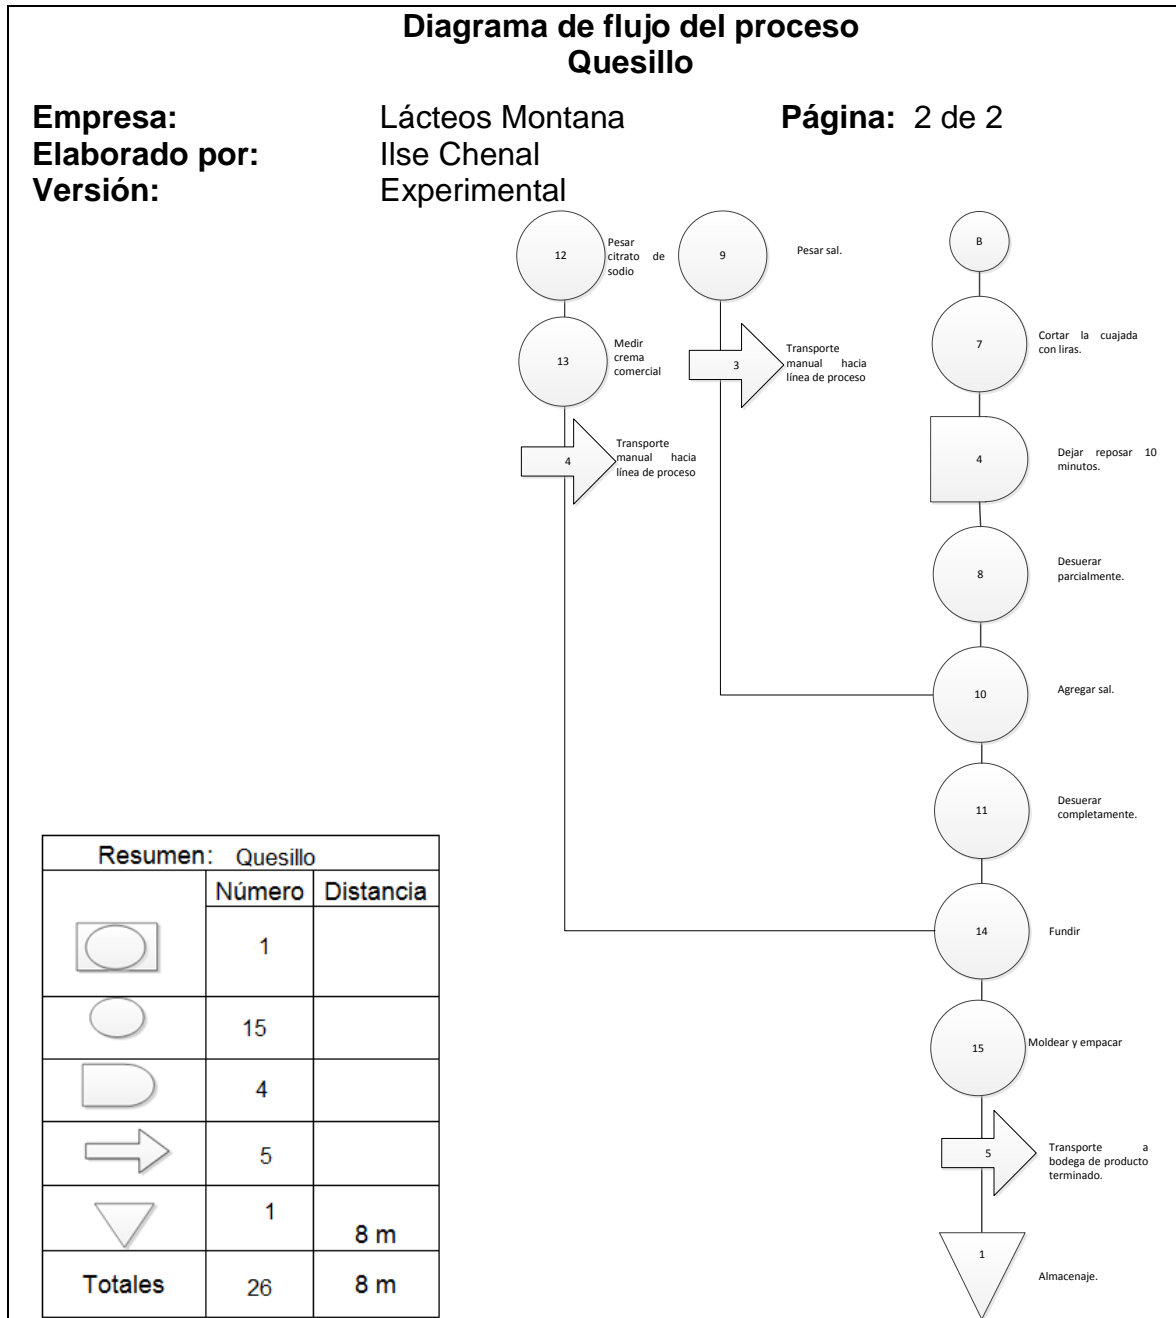 Diagrama de flujo del proceso
Quesillo
Empresa: Lácteos Montana Página: 2 de 2
Elaborado por: Ilse Chenal
Versión: Experimental
12
Pesar
citrato de
sodio
9
Pesar sal.
B
13
Medir
crema
comercial
3
Transporte
manual hacia
línea de proceso
7
Cortar la cuajada
con liras.
4
Transporte
manual hacia
línea de proceso
4
Dejar reposar 10
minutos.
8
Desuerar
parcialmente.
10
Agregar sal.
11
Desuerar
completamente.
14
Fundir
15
Moldear y empacar
5
Transporte a
bodega de producto
terminado.
1
Almacenaje.
Resumen: Quesillo
Número Distancia
1
15
4
5
1
8 m
Totales 26 8 m